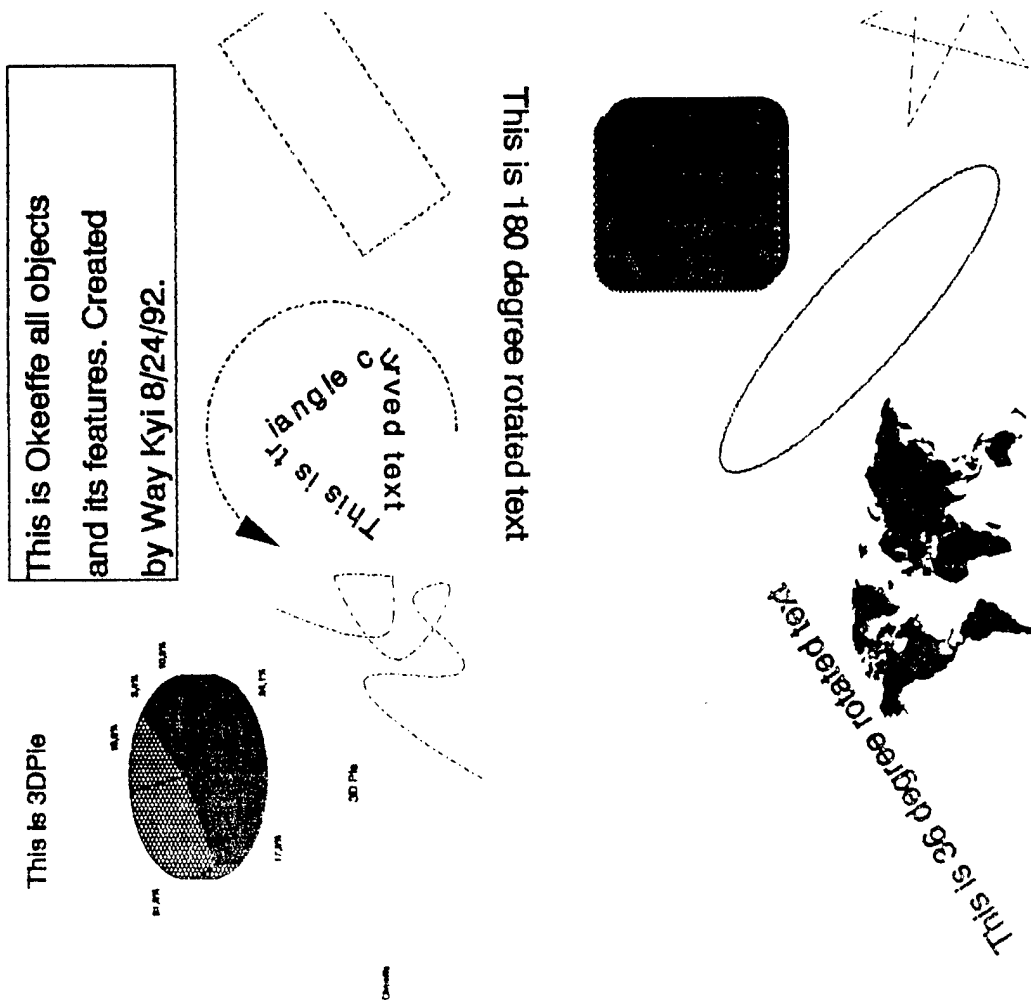 This is Okeeffe all objects
and its features. Created
by Way Kyi 8/24/92.
This is 3DPie
3D Pie
This is triangle curved text
This is 180 degree rotated text
This is 36 degree rotated text